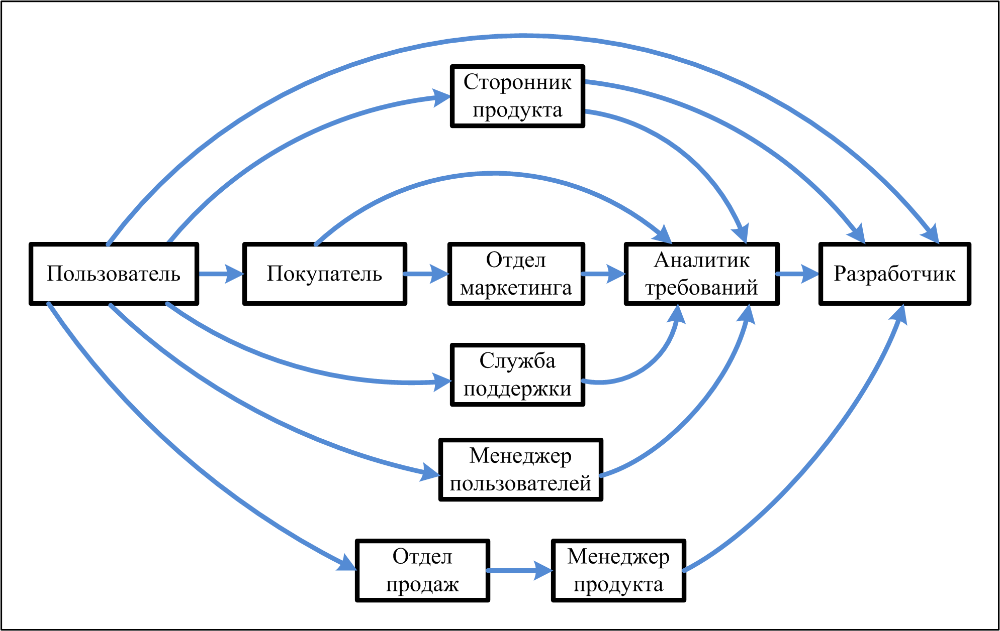 Сторонник
продукта
Пользователь
Покупатель
Отдел
маркетинга
Аналитик
требований
Разработчик
Служба
поддержки
Менеджер
пользователей
Отдел
продаж
Менеджер
продукта